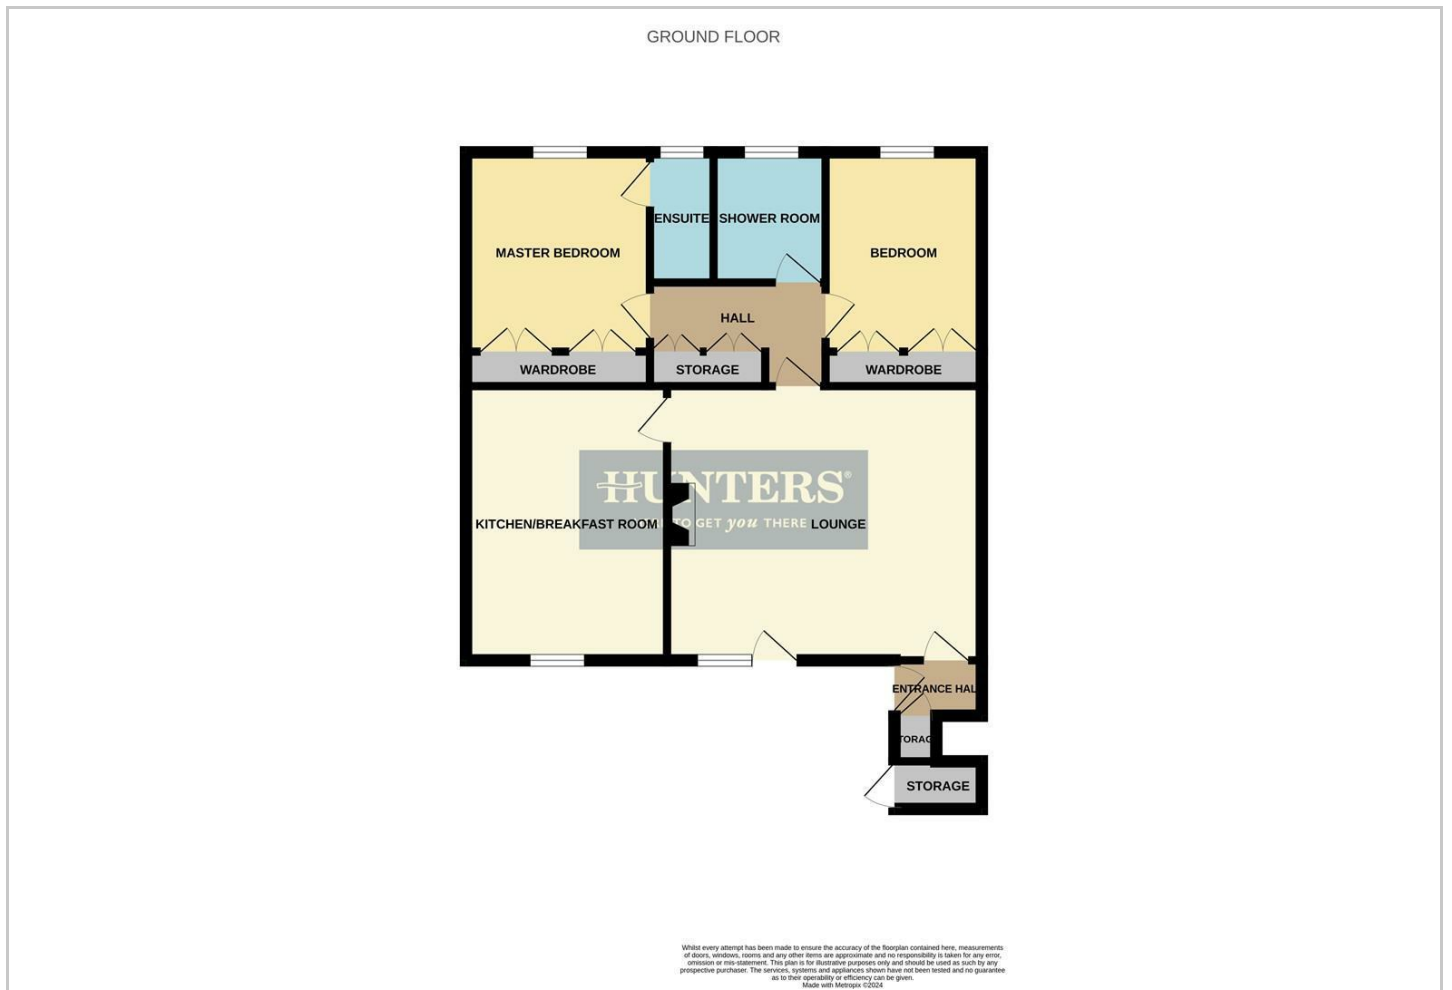 GROUND FLOOR
ENSUITE
SHOWER ROOM
MASTER BEDROOM
BEDROOM
HALL
WARDROBE
STORAGE
WARDROBE
HUNTERS®
TO GET you THERE
KITCHEN/BREAKFAST ROOM
LOUNGE
ENTRANCE HAL
TORAG
STORAGE
Whilst every attempt has been made to ensure the accuracy of the floorplan contained here, measurements
of doors, windows, rooms and any other items are approximate and no responsibility is taken for any error,
omission or mis-statement. This plan is for illustrative purposes only and should be used as such by any
prospective purchaser. The services, systems and appliances shown have not been tested and no guarantee
as to their operability or efficiency can be given.
Made with Metropix ©2024